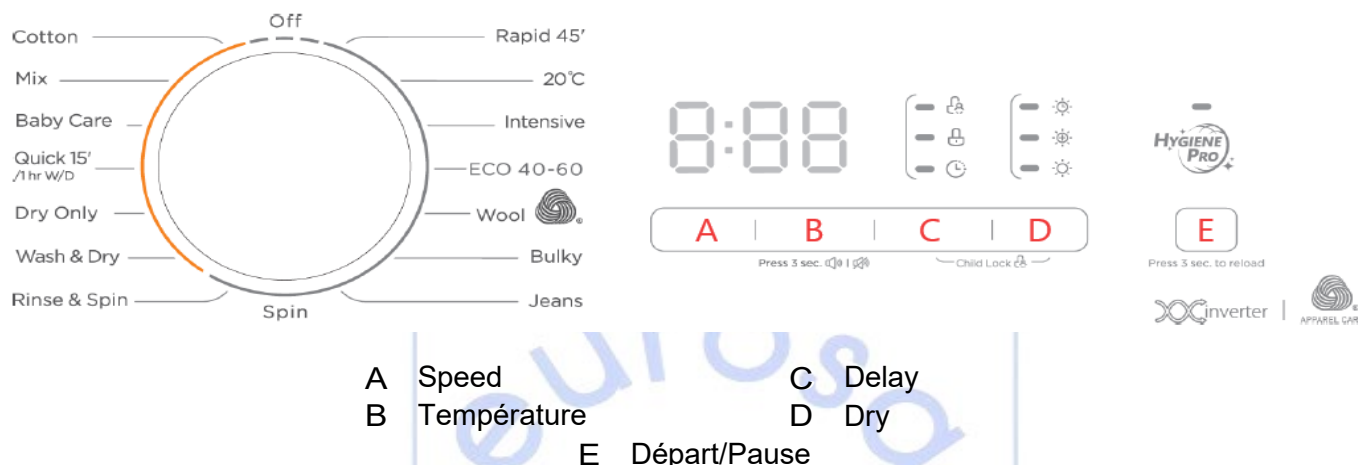 Off
Cotton
Rapid 45'
Mix
20℃
Baby Care
Intensive
Quick 15'
/1 hr W/D
ECO 40-60
Dry Only
Wool
Wash & Dry
Bulky
Rinse & Spin
Jeans
Spin
8:88
HYGIENE
PRO
A | B | C | D
E
Press 3 sec. |
Child Lock
Press 3 sec. to reload
inverter |
APPAREL CAR
A Speed C Delay
B Température D Dry
E Départ/Pause
euroso